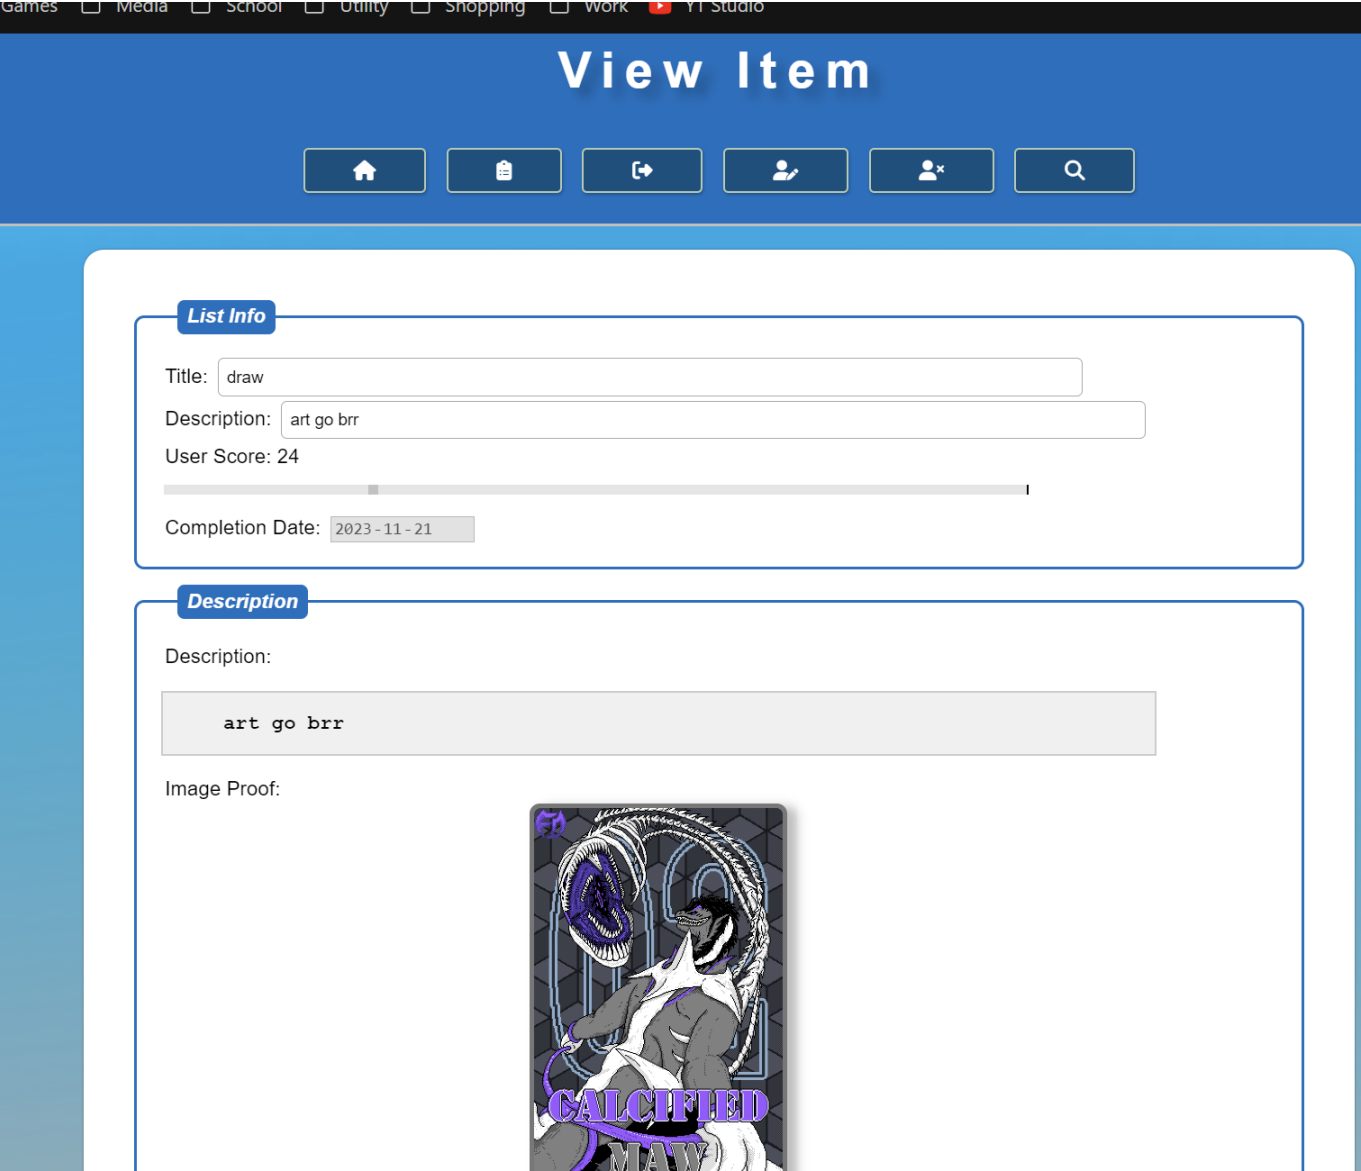 Games Media School Utility Shopping Work YT Studio
View Item
List Info
Title: draw
Description: art go brr
User Score: 24
Completion Date: 2023-11-21
Description
Description:
art go brr
Image Proof:
02
CALCIFIED
MAW